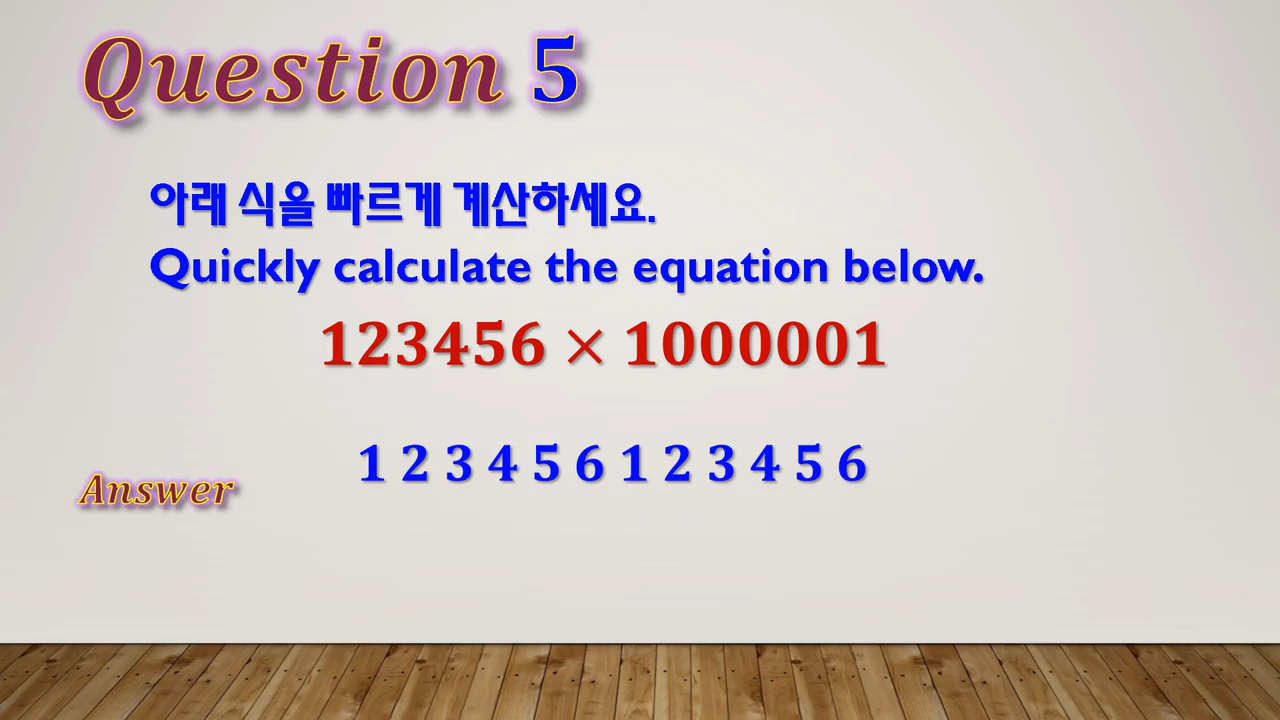 Question 5
아래 식을 빠르게 계산하세요.
Quickly calculate the equation below.
123456 × 1000001
1 2 3 4 5 6 1 2 3 4 5 6
Answer